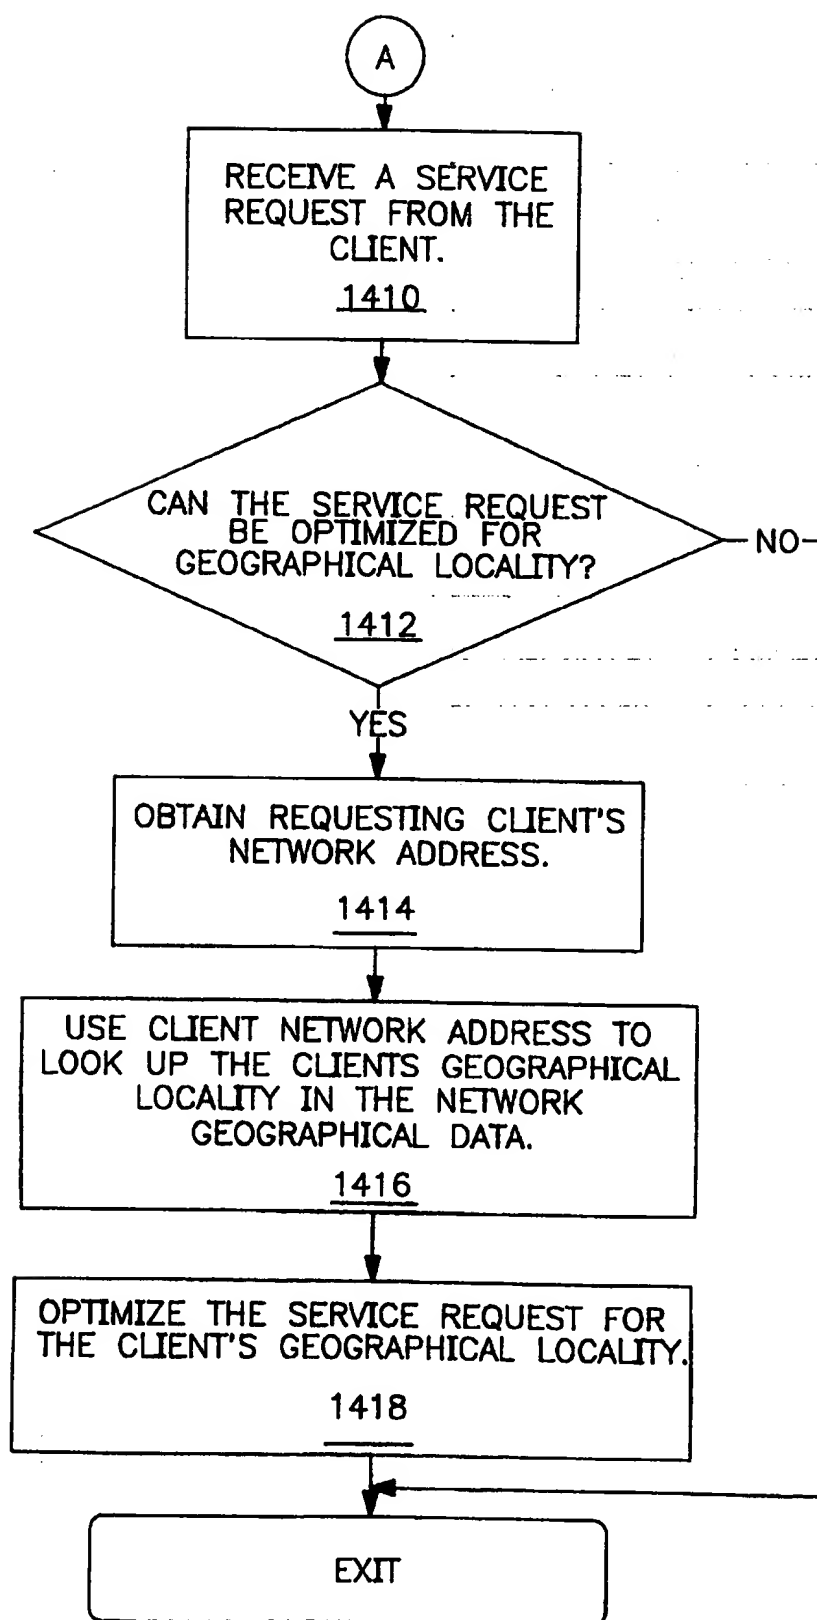 A
RECEIVE A SERVICE
REQUEST FROM THE
CLIENT.
1410
CAN THE SERVICE REQUEST
BE OPTIMIZED FOR
GEOGRAPHICAL LOCALITY?
1412
NO
YES
OBTAIN REQUESTING CLIENT'S
NETWORK ADDRESS.
1414
USE CLIENT NETWORK ADDRESS TO
LOOK UP THE CLIENTS GEOGRAPHICAL
LOCALITY IN THE NETWORK
GEOGRAPHICAL DATA.
1416
OPTIMIZE THE SERVICE REQUEST FOR
THE CLIENT'S GEOGRAPHICAL LOCALITY.
1418
EXIT